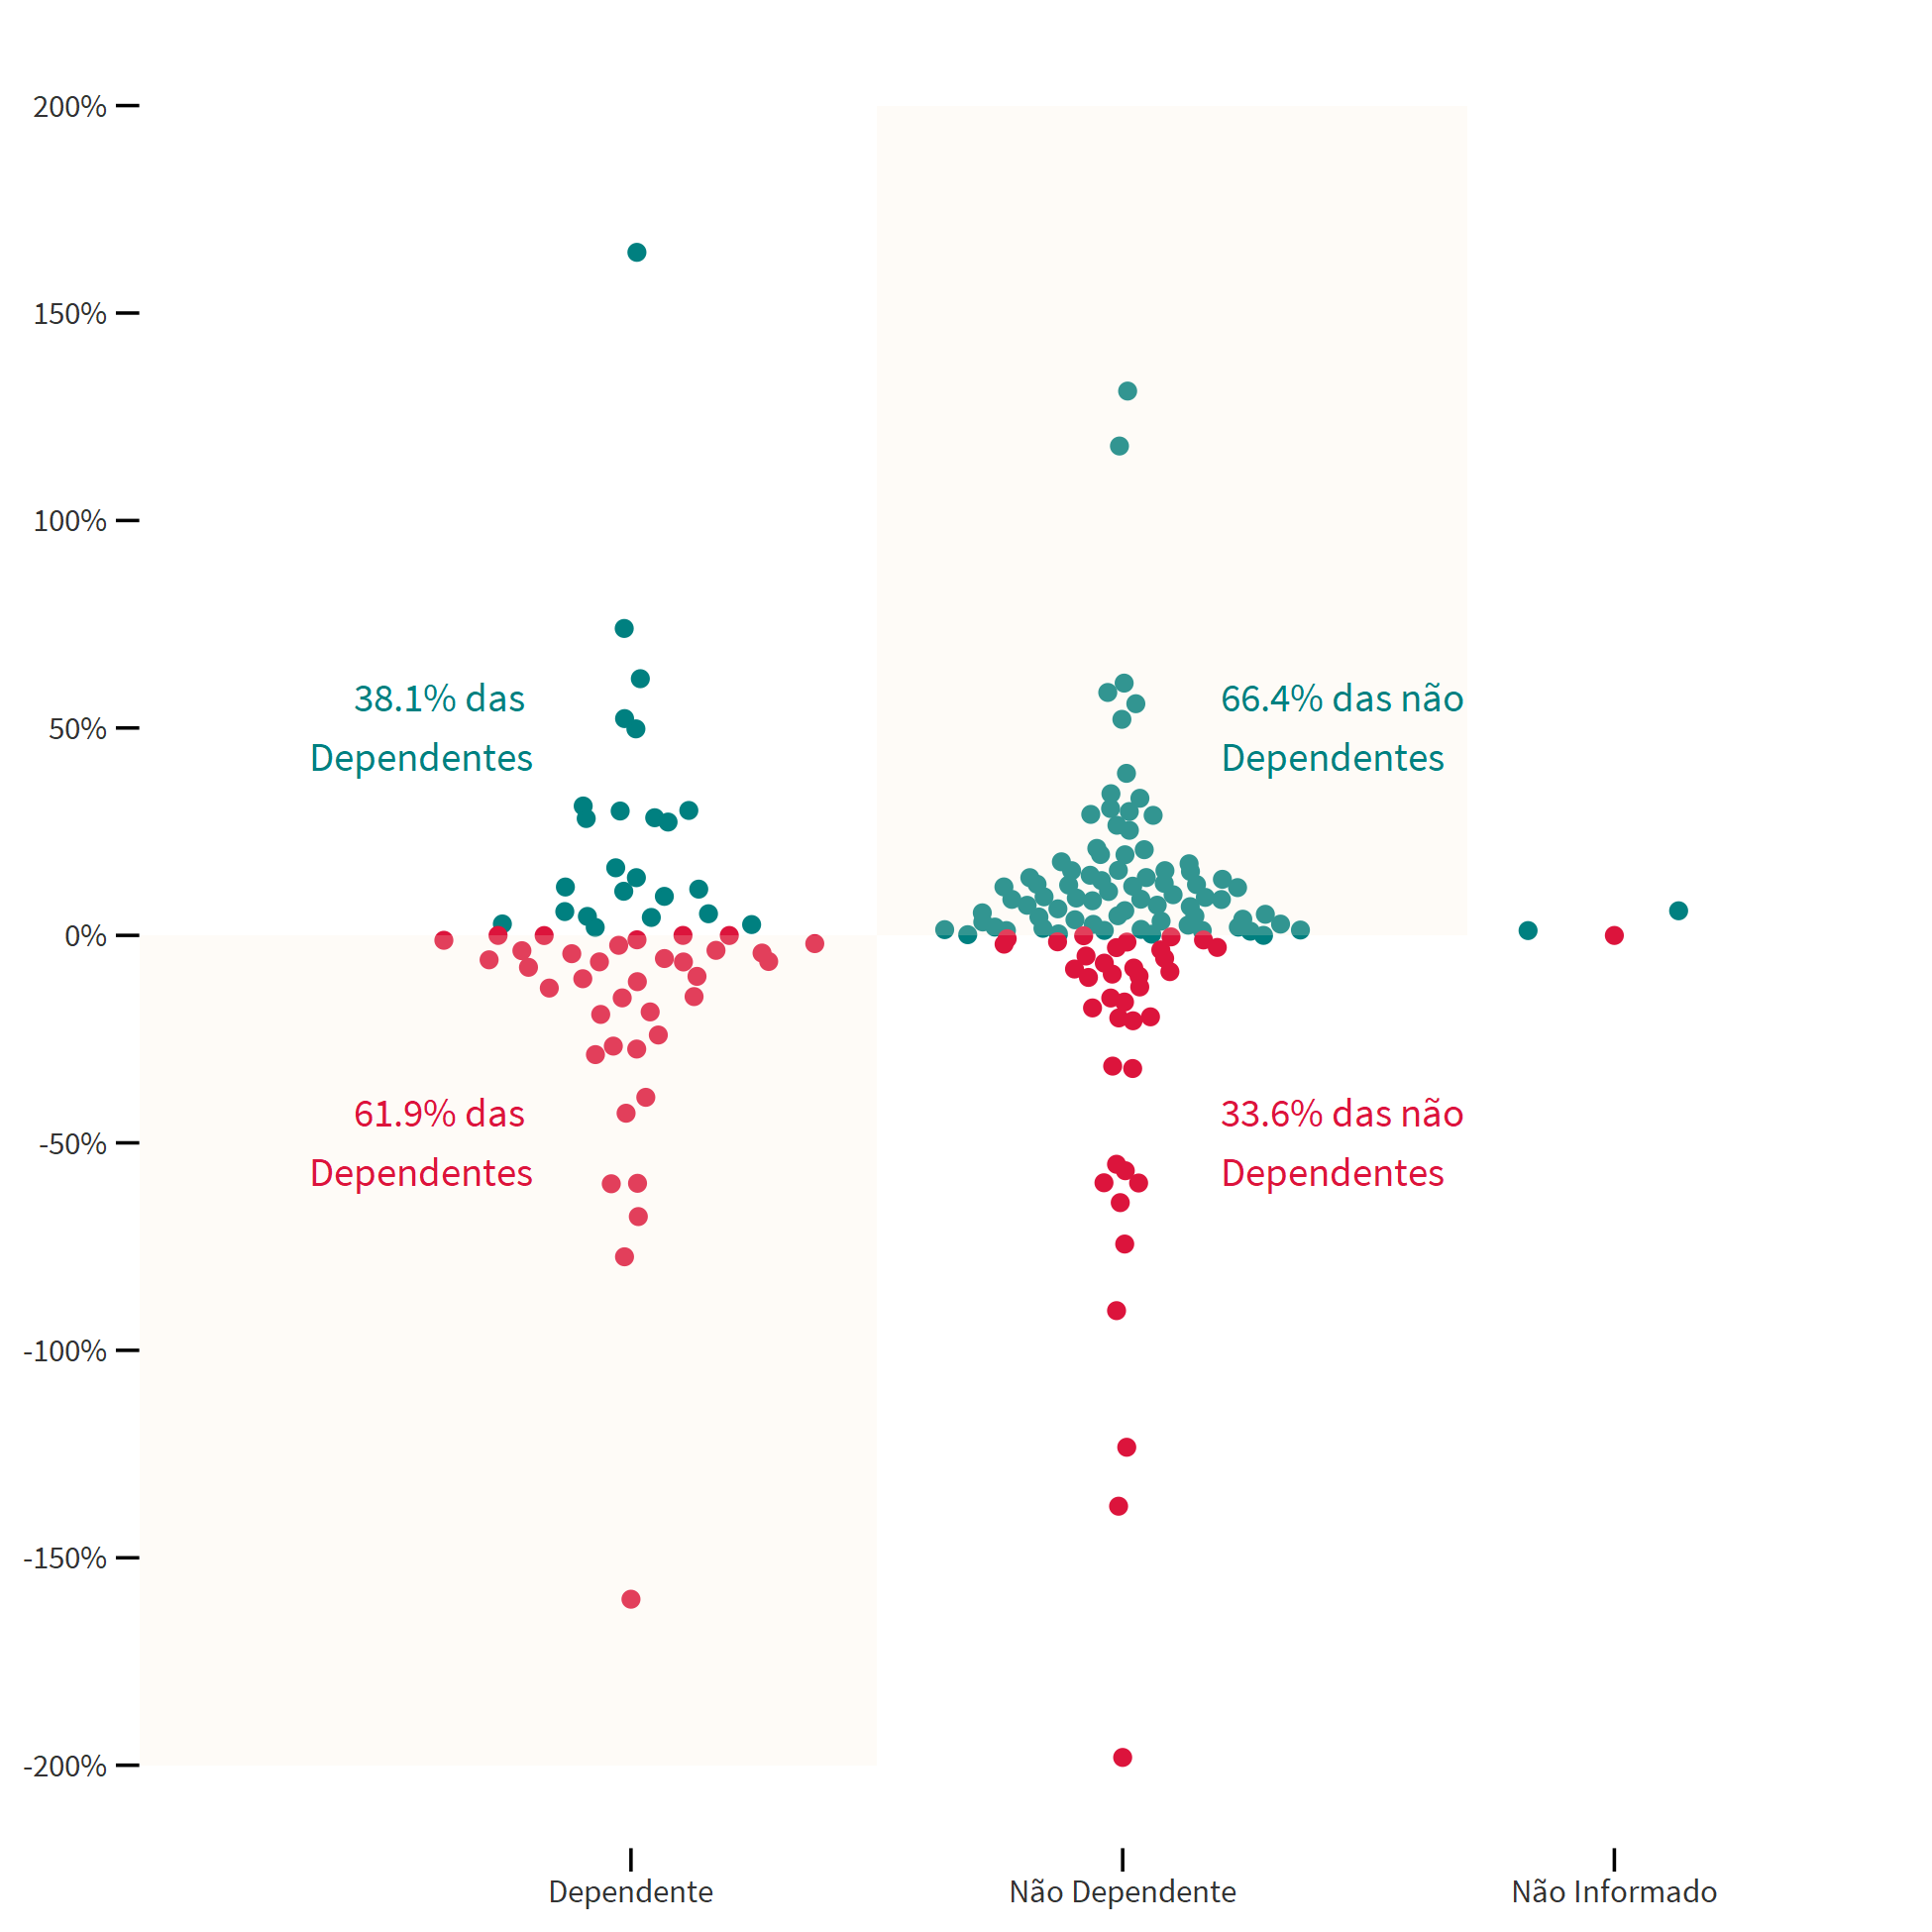 200%
150%
100%
50%
0%
-50%
-100%
-150%
-200%
38.1% das
Dependentes
66.4% das não
Dependentes
61.9% das
Dependentes
33.6% das não
Dependentes
Dependente
Não Dependente
Não Informado